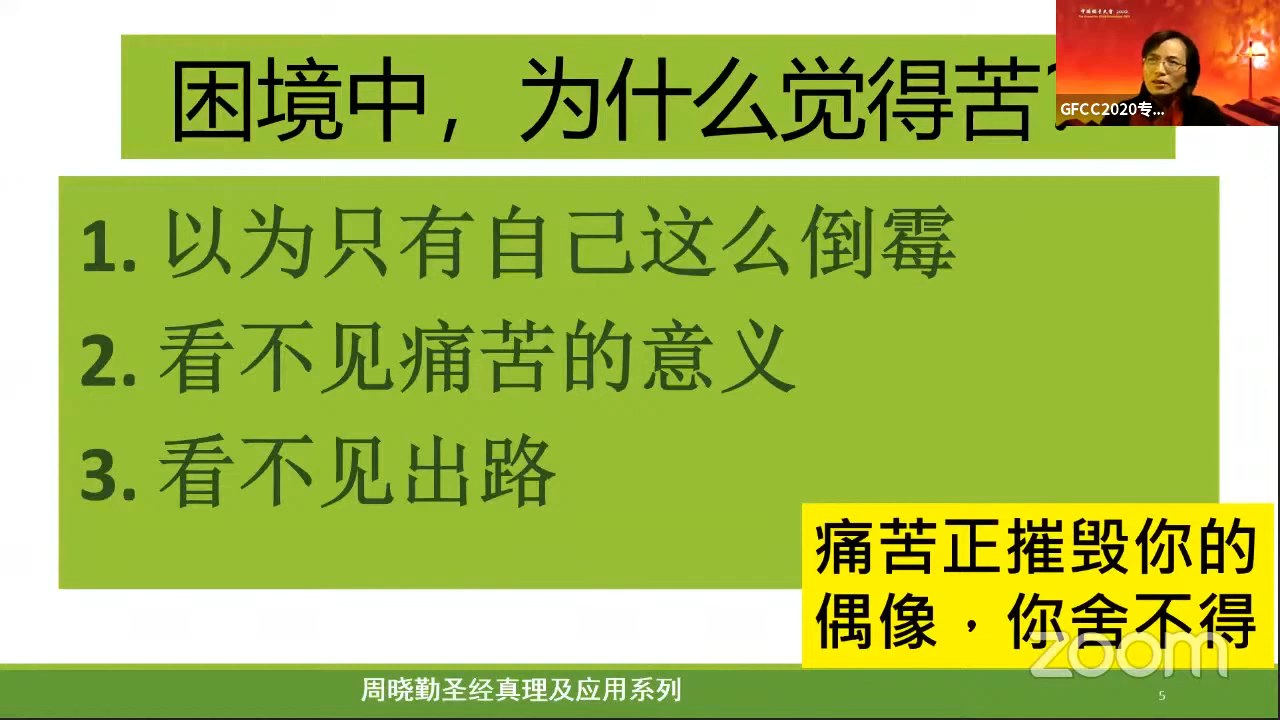 困境中，为什么觉得苦?
GFCC2020专...
1. 以为只有自己这么倒霉
2. 看不见痛苦的意义
3. 看不见出路
痛苦正摧毁你的
偶像，你舍不得
zoom
周晓勤圣经真理及应用系列
5